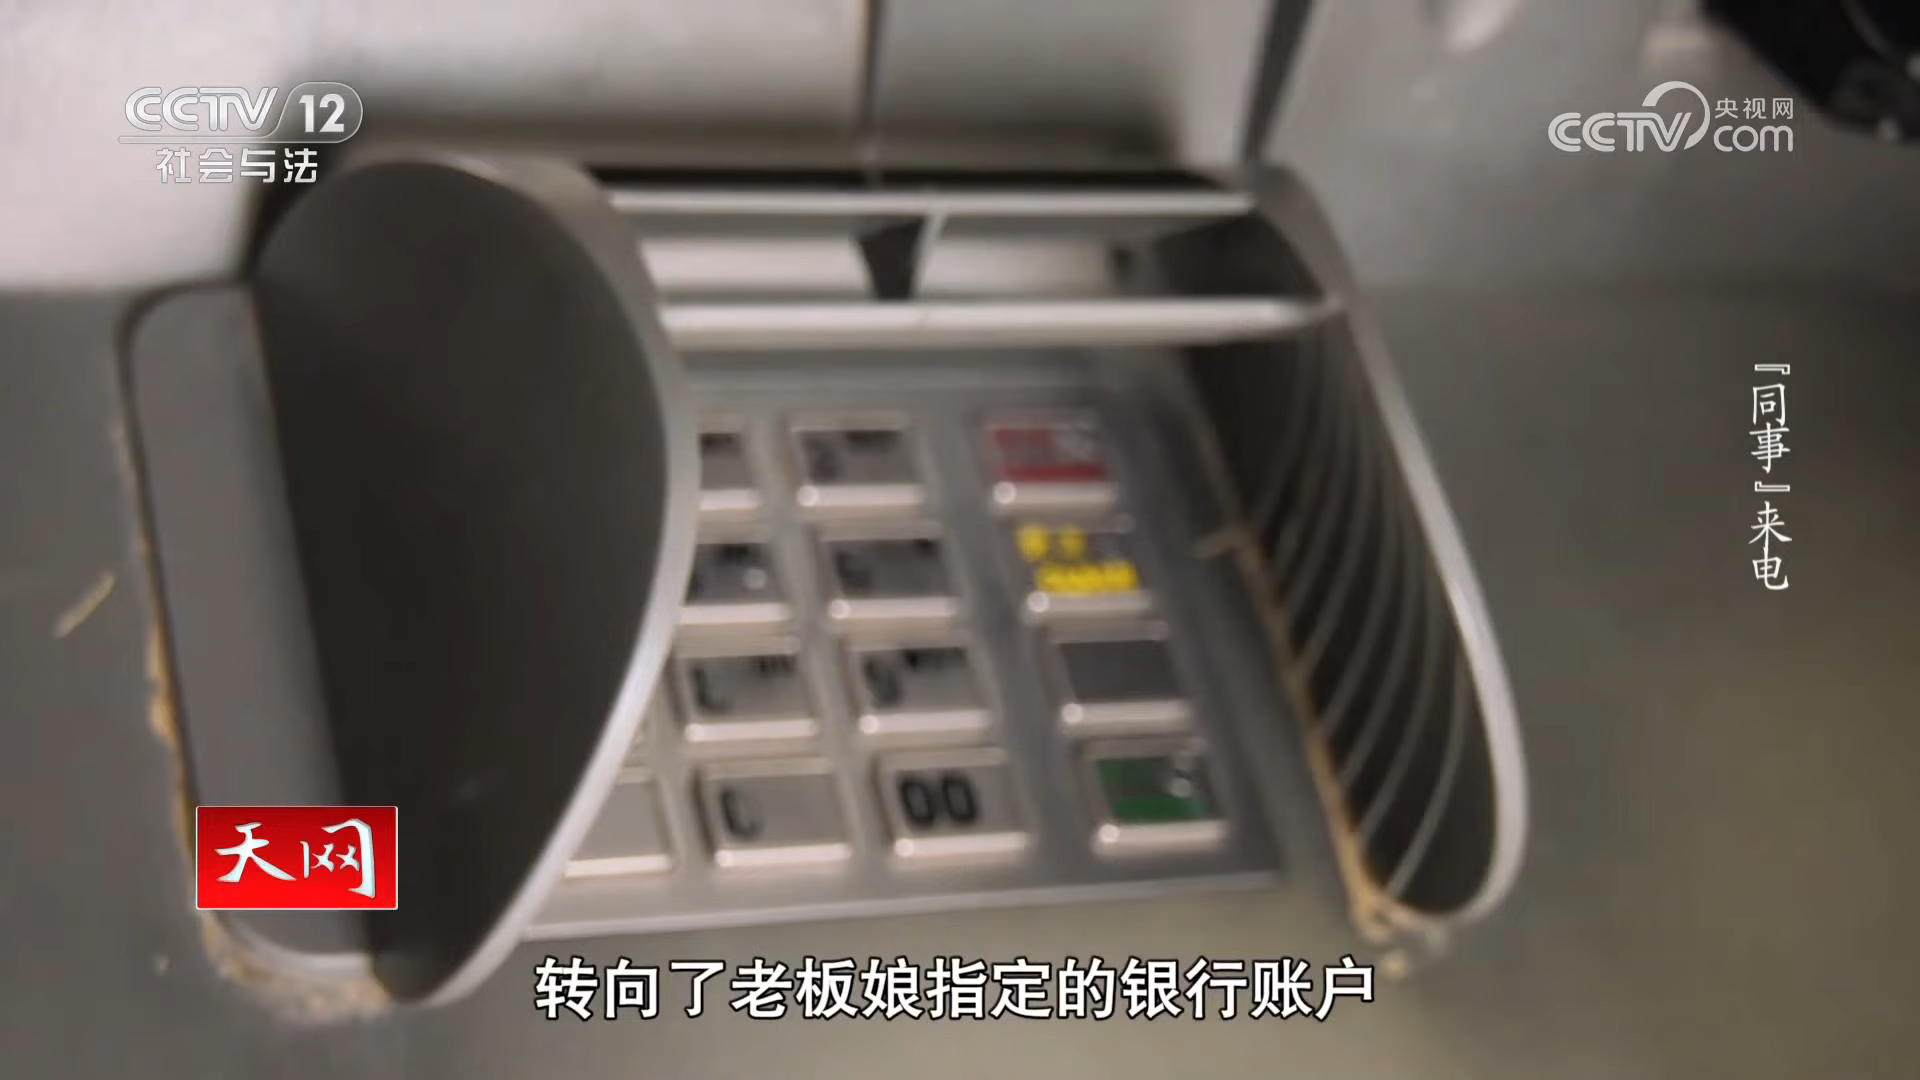 CCTV 12
社会与法
央视网
CCTV com
『同事』来电
00
天网
转向了老板娘指定的银行账户